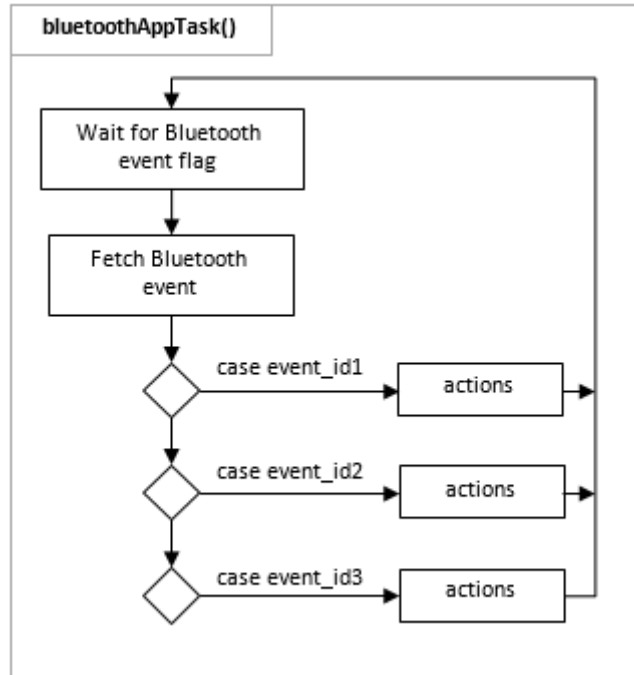 bluetoothAppTask()
Wait for Bluetooth
event flag
Fetch Bluetooth
event
case event_id1
actions
case event_id2
actions
case event_id3
actions